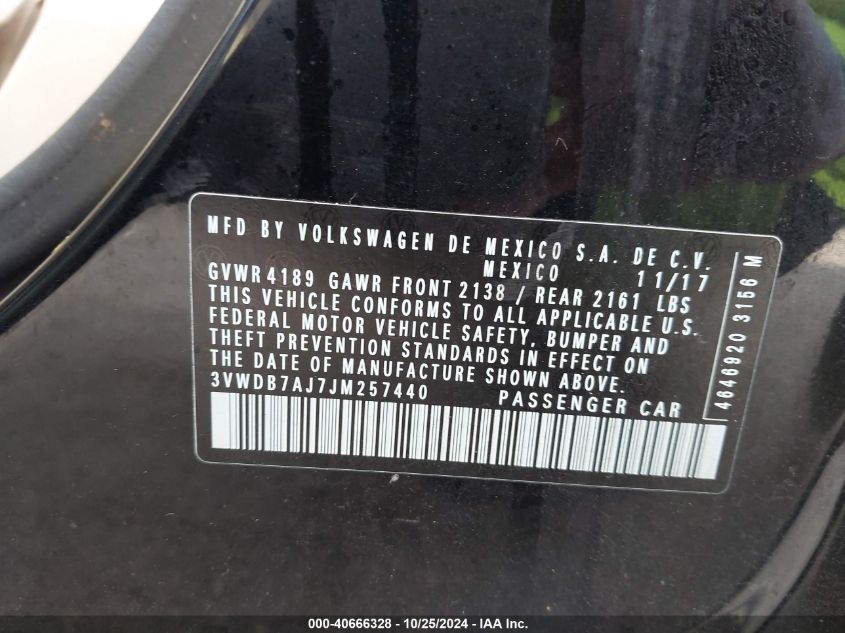 MFD BY VOLKSWAGEN DE MEXICO S.A. DE C.V.
MEXICO 11/17
GVWR 4189 GAWR FRONT 2138 / REAR 2161 LBS
THIS VEHICLE CONFORMS TO ALL APPLICABLE U.S.
FEDERAL MOTOR VEHICLE SAFETY, BUMPER AND
THEFT PREVENTION STANDARDS IN EFFECT ON
THE DATE OF MANUFACTURE SHOWN ABOVE.
3VWDB7AJ7JM257440 PASSENGER CAR
4646920 3156 M
000-40666328 - 10/25/2024 - IAA Inc.